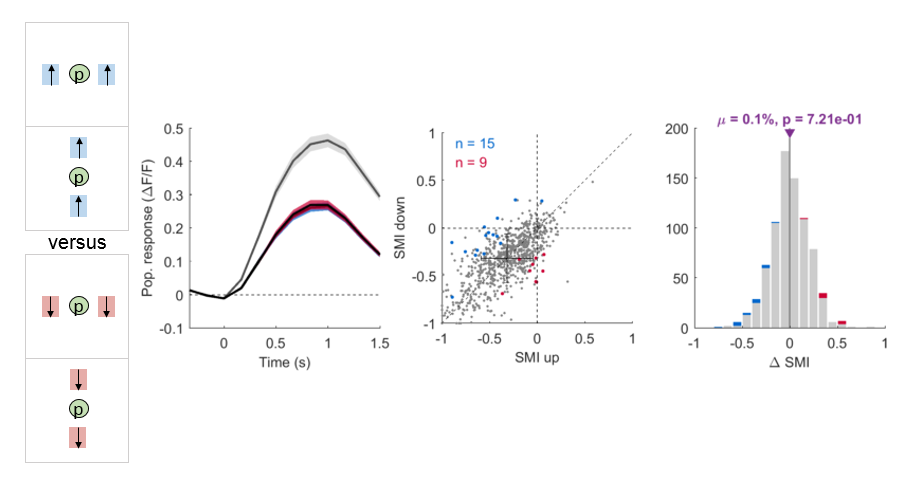 p
p
versus
p
p
Pop. response (ΔF/F)
0.5
0.4
0.3
0.2
0.1
0
-0.1
0
0.5
1
1.5
Time (s)
SMI down
1
0.5
0
-0.5
-1
n = 15
n = 9
-1
-0.5
0
0.5
1
SMI up
μ = 0.1%, p = 7.21e-01
200
150
100
50
0
-1
-0.5
0
0.5
1
Δ SMI